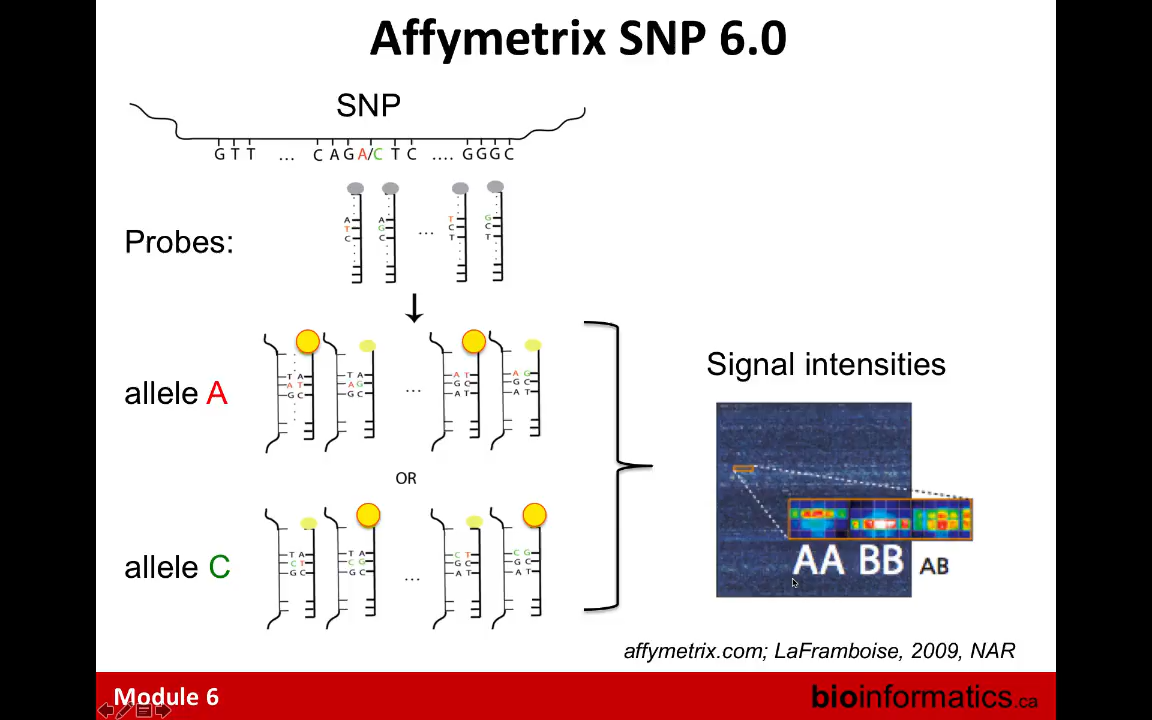 Affymetrix SNP 6.0
SNP
G T T ... C A G A/C T C .... G G G C
Probes:
A A T G
T G ... C C
C C T T
allele A
T A T A A T A G
A T A G ... G C G C
G C G C A T A T
OR
allele C
T A T A C T C G
C T C G G C G C
G C G C ... A T A T
Signal intensities
AA BB AB
affymetrix.com; LaFramboise, 2009, NAR
Module 6
bioinformatics.ca